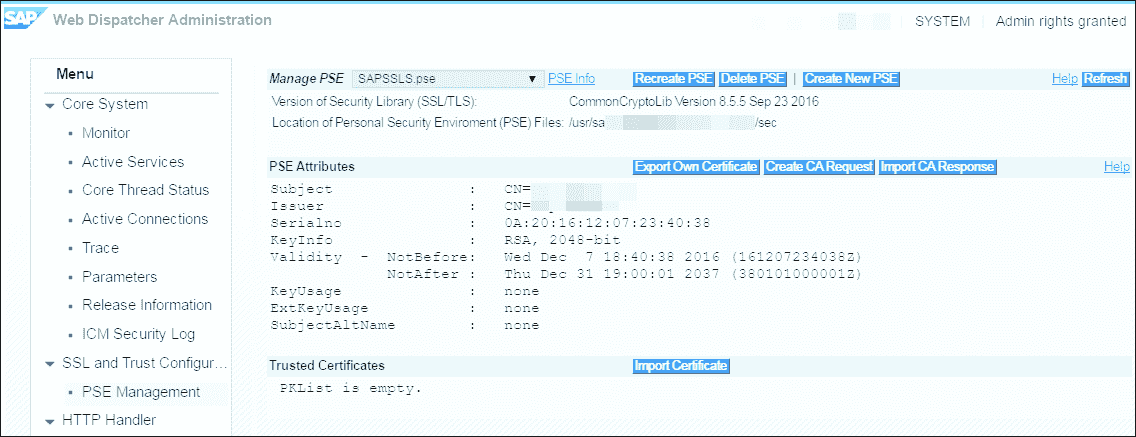 SAP Web Dispatcher Administration SYSTEM Admin rights granted
Menu
Core System
Monitor
Active Services
Core Thread Status
Active Connections
Trace
Parameters
Release Information
ICM Security Log
SSL and Trust Configur...
PSE Management
HTTP Handler
Manage PSE SAPSSLS.pse PSE Info Recreate PSE Delete PSE | Create New PSE Help Refresh
Version of Security Library (SSL/TLS): CommonCryptoLib Version 8.5.5 Sep 23 2016
Location of Personal Security Enviroment (PSE) Files: /usr/sa /sec
PSE Attributes Export Own Certificate Create CA Request Import CA Response Help
Subject : CN=
Issuer : CN=
Serialno : 0A:20:16:12:07:23:40:38
KeyInfo : RSA, 2048-bit
Validity - NotBefore: Wed Dec 7 18:40:38 2016 (161207234038Z)
NotAfter : Thu Dec 31 19:00:01 2037 (380101000001Z)
KeyUsage : none
ExtKeyUsage : none
SubjectAltName : none
Trusted Certificates Import Certificate
PKList is empty.